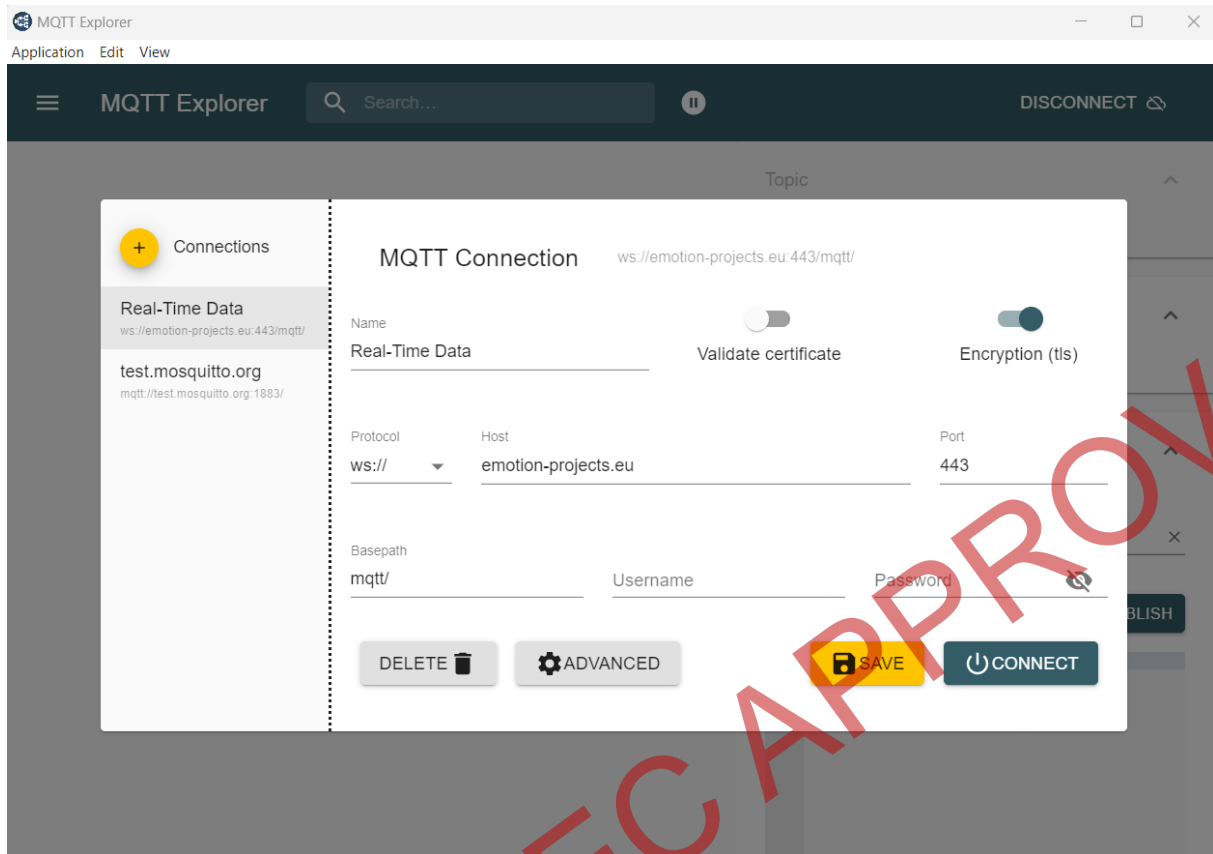 MQTT Explorer
Application Edit View
MQTT Explorer Search... DISCONNECT
Topic
+ Connections
Real-Time Data
ws://emotion-projects.eu:443/mqtt/
test.mosquitto.org
mqtt://test.mosquitto.org:1883/
MQTT Connection ws://emotion-projects.eu:443/mqtt/
Name
Real-Time Data
Validate certificate Encryption (tls)
Protocol Host Port
ws:// emotion-projects.eu 443
Basepath
mqtt/ Username Password
BLISH
DELETE ADVANCED SAVE CONNECT
EC APPROV